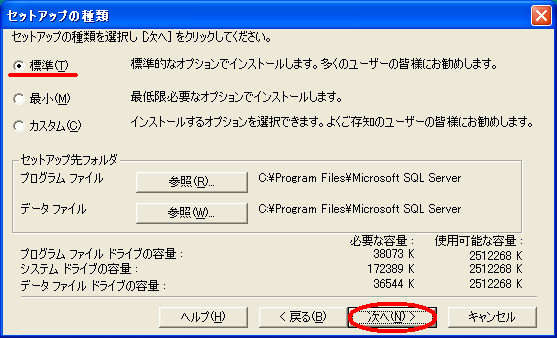 セットアップの種類
セットアップの種類を選択し [次へ] をクリックしてください。
標準(T) 標準的なオプションでインストールします。多くのユーザーの皆様にお勧めします。
最小(M) 最低限必要なオプションでインストールします。
カスタム(C) インストールするオプションを選択できます。よくご存知のユーザーの皆様にお勧めします。
セットアップ先フォルダ
プログラム ファイル 参照(R)... C:¥Program Files¥Microsoft SQL Server
データ ファイル 参照(W)... C:¥Program Files¥Microsoft SQL Server
必要な容量: 使用可能な容量:
プログラム ファイル ドライブの容量: 38073 K 2512268 K
システム ドライブの容量: 172389 K 2512268 K
データ ファイル ドライブの容量: 36544 K 2512268 K
ヘルプ(H) < 戻る(B) 次へ(N) > キャンセル